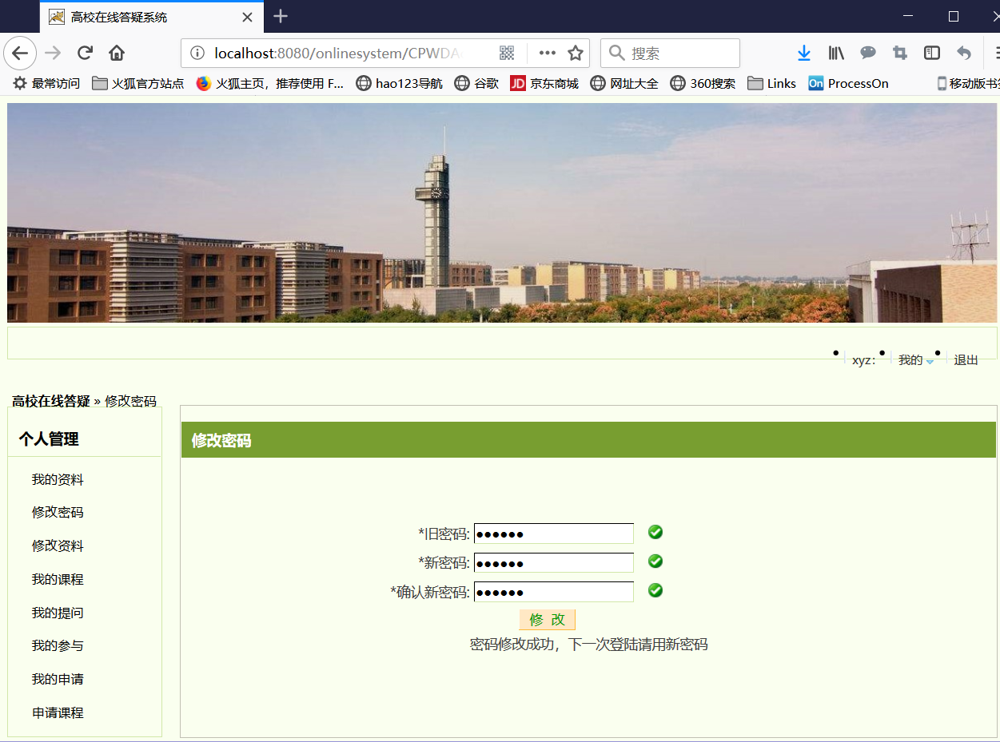 高校在线答疑系统
localhost:8080/onlinesystem/CPWDA
搜索
最常访问 火狐官方站点 火狐主页，推荐使用 F... hao123导航 谷歌 JD 京东商城 网址大全 360搜索 Links On ProcessOn 移动版书签
xyz: 我的 退出
高校在线答疑 » 修改密码
个人管理
我的资料
修改密码
修改资料
我的课程
我的提问
我的参与
我的申请
申请课程
修改密码
*旧密码: ●●●●●●
*新密码: ●●●●●●
*确认新密码: ●●●●●●
修 改
密码修改成功，下一次登陆请用新密码